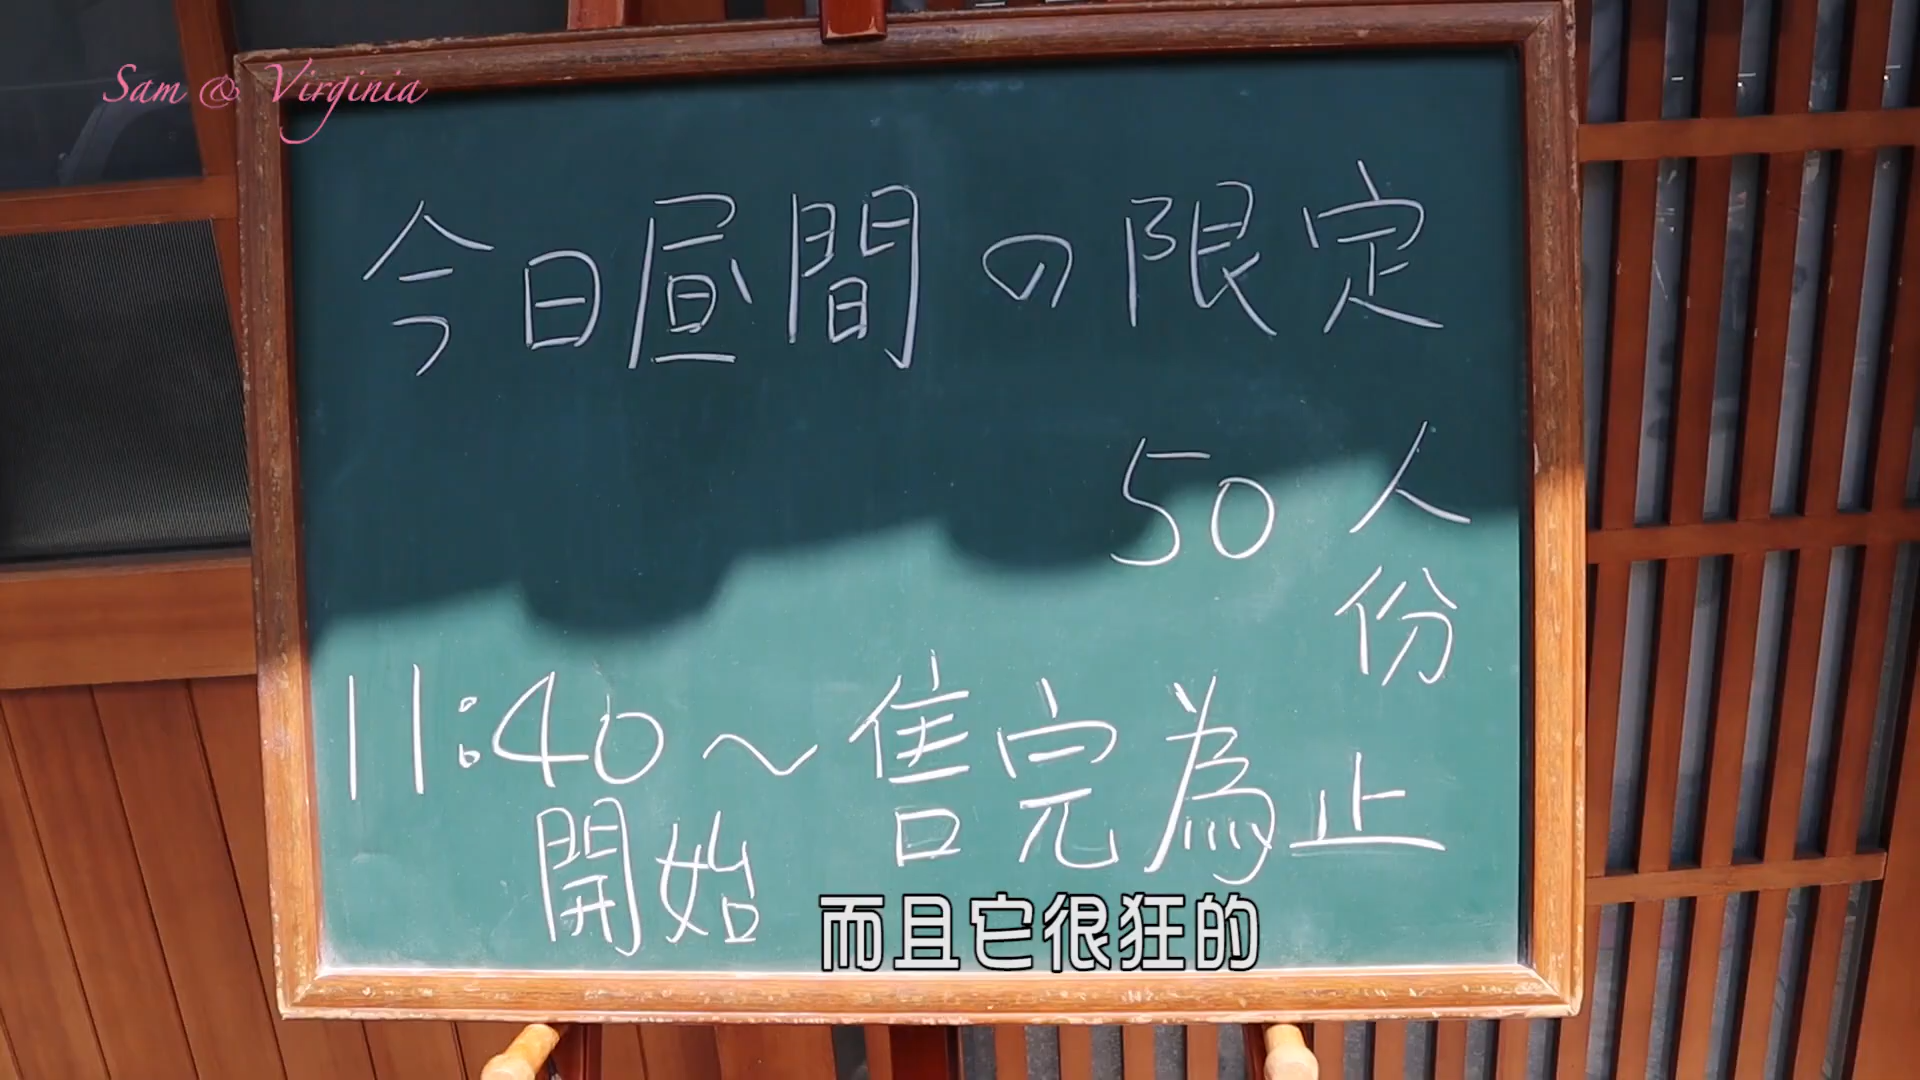 Sam & Virginia
今日昼間の限定
50人份
11:40～售完為止
開始
而且它很狂的